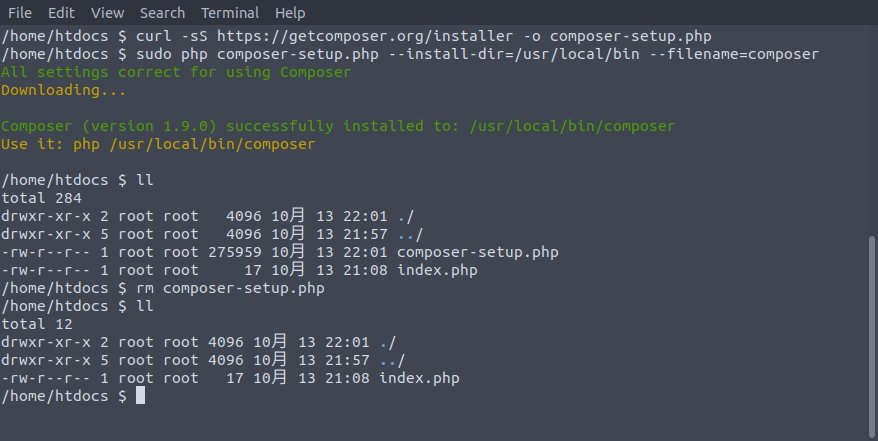 File Edit View Search Terminal Help
/home/htdocs $ curl -sS https://getcomposer.org/installer -o composer-setup.php
/home/htdocs $ sudo php composer-setup.php --install-dir=/usr/local/bin --filename=composer
All settings correct for using Composer
Downloading...
Composer (version 1.9.0) successfully installed to: /usr/local/bin/composer
Use it: php /usr/local/bin/composer
/home/htdocs $ ll
total 284
drwxr-xr-x 2 root root   4096 10月 13 22:01 ./
drwxr-xr-x 5 root root   4096 10月 13 21:57 ../
-rw-r--r-- 1 root root 275959 10月 13 22:01 composer-setup.php
-rw-r--r-- 1 root root     17 10月 13 21:08 index.php
/home/htdocs $ rm composer-setup.php
/home/htdocs $ ll
total 12
drwxr-xr-x 2 root root 4096 10月 13 22:01 ./
drwxr-xr-x 5 root root 4096 10月 13 21:57 ../
-rw-r--r-- 1 root root   17 10月 13 21:08 index.php
/home/htdocs $